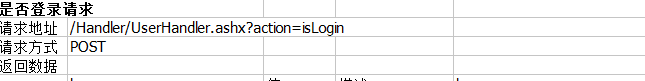 是否登录请求
请求地址 /Handler/UserHandler.ashx?action=isLogin
请求方式 POST
返回数据